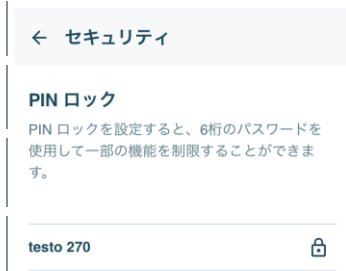 セキュリティ
PIN ロック
PIN ロックを設定すると、6桁のパスワードを
使用して一部の機能を制限することができま
す。
testo 270